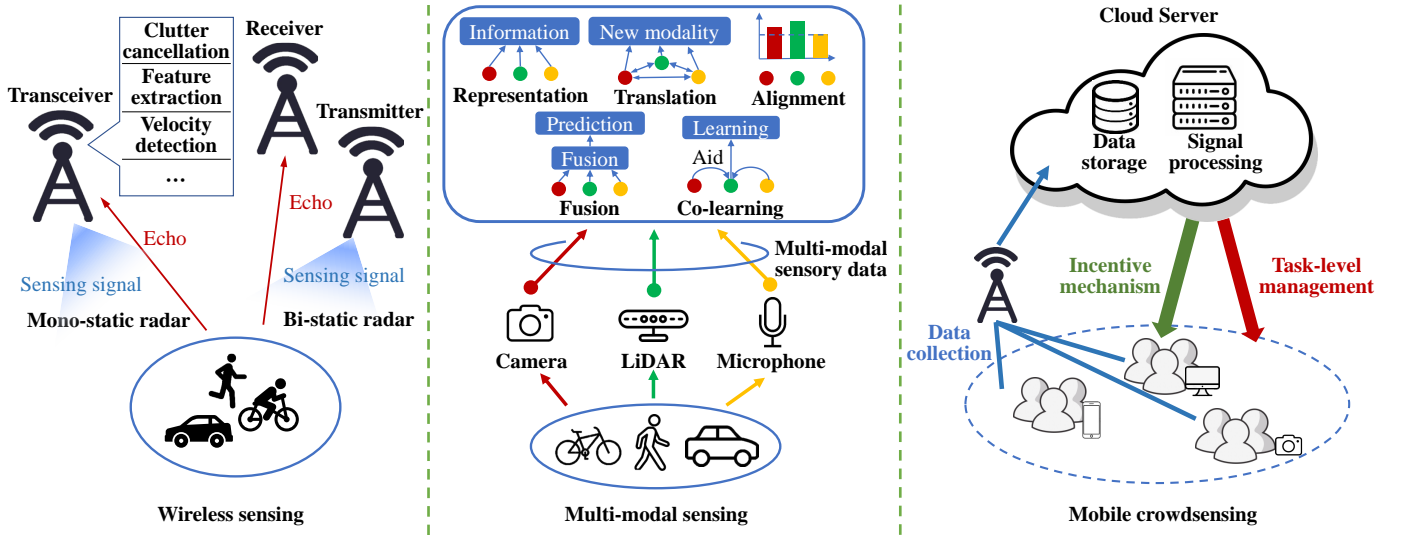 Clutter
cancellation
Feature
extraction
Velocity
detection
...
Transceiver
Receiver
Transmitter
Echo
Echo
Sensing signal
Sensing signal
Mono-static radar
Bi-static radar
Wireless sensing
Information
New modality
Representation
Translation
Alignment
Prediction
Fusion
Fusion
Learning
Aid
Co-learning
Multi-modal
sensory data
Camera
LiDAR
Microphone
Multi-modal sensing
Cloud Server
Data
storage
Signal
processing
Incentive
mechanism
Task-level
management
Data
collection
Mobile crowdsensing